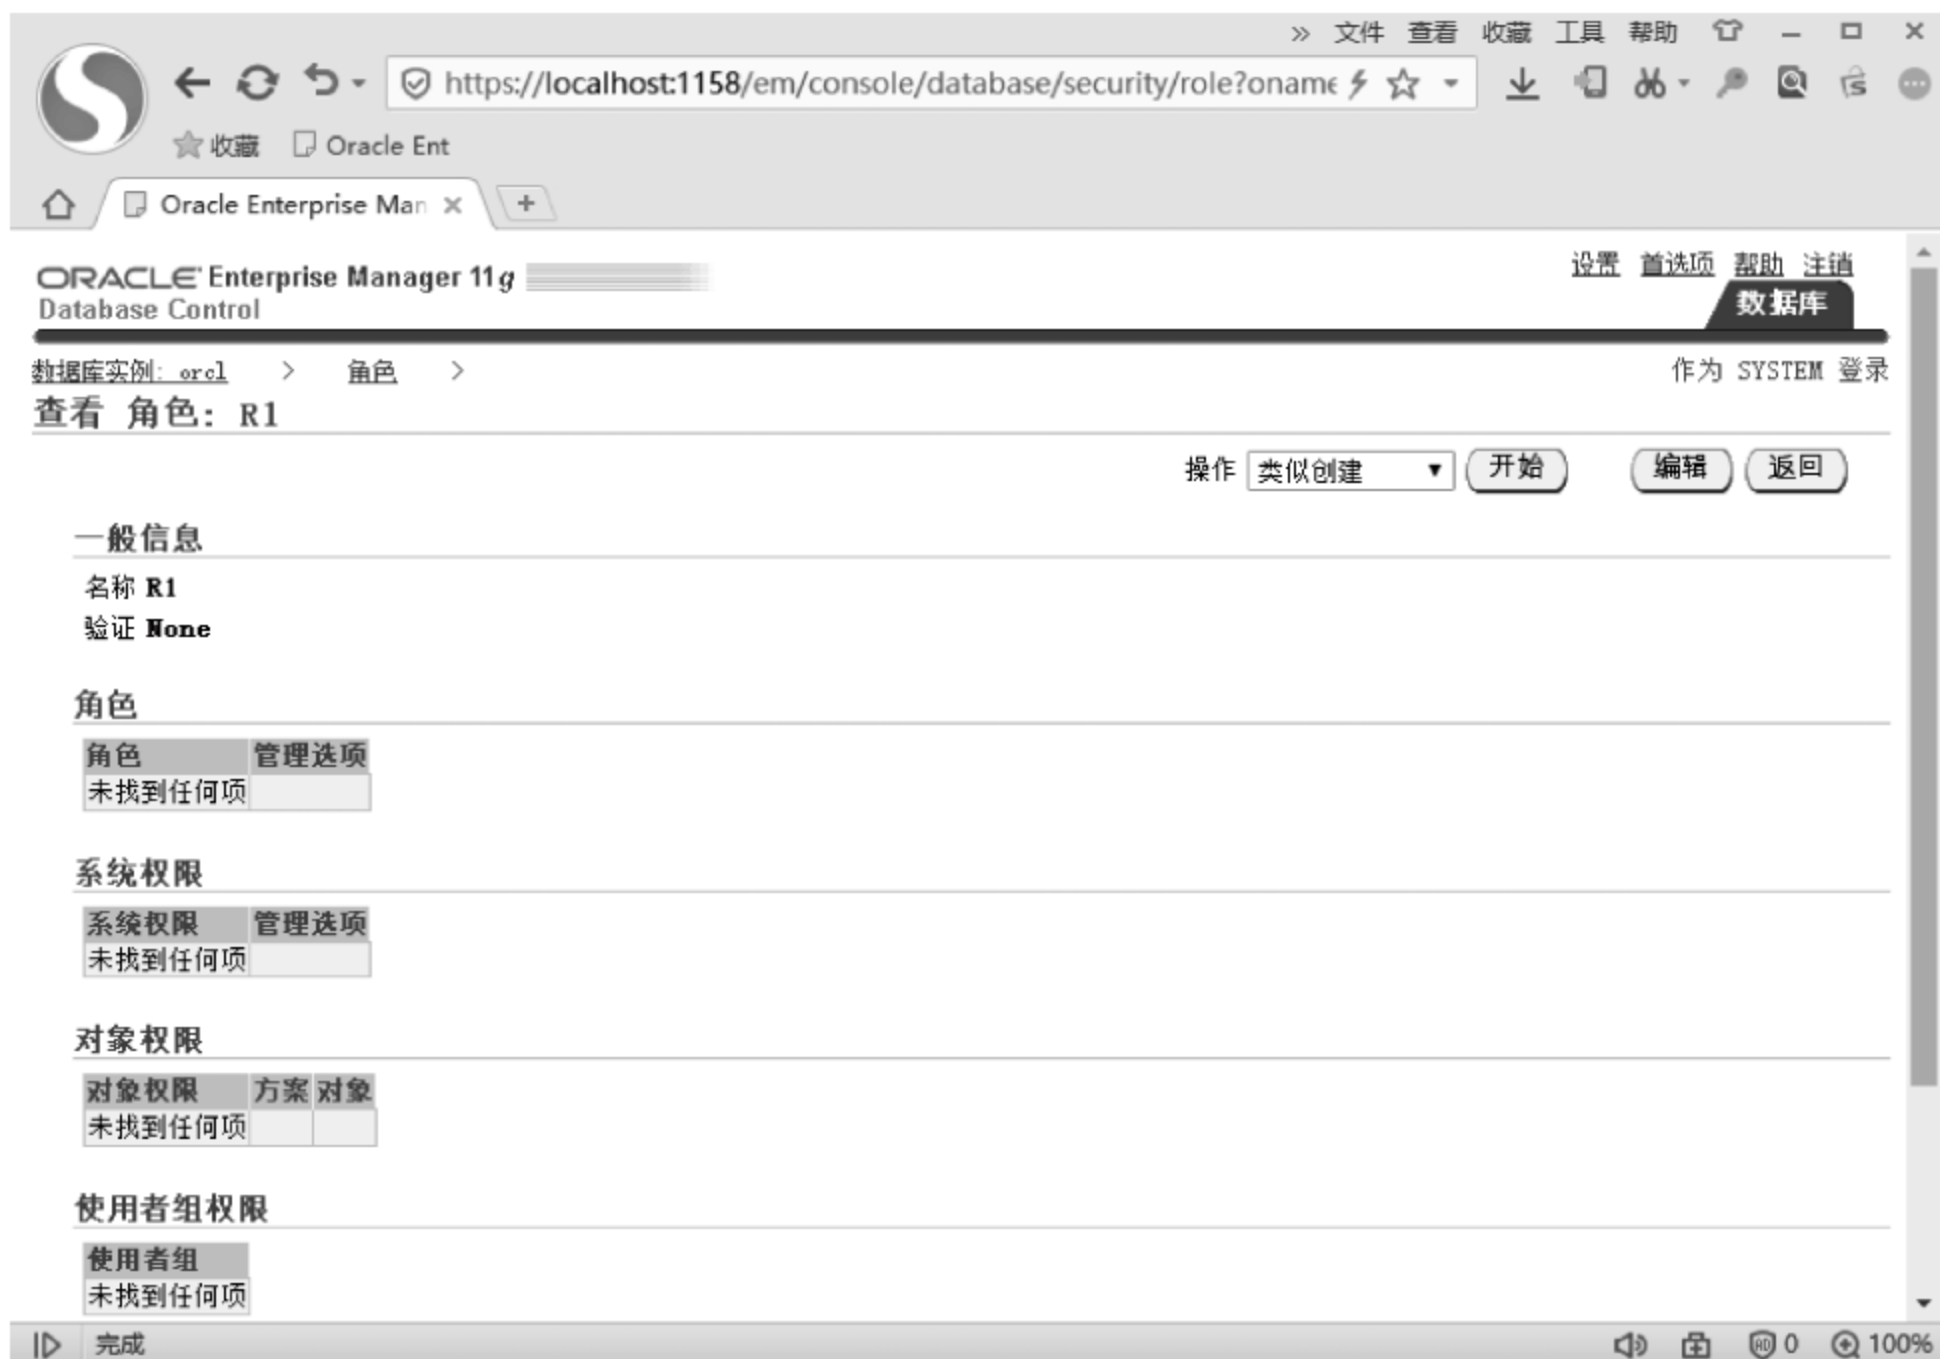 » 文件 查看 收藏 工具 帮助
https://localhost:1158/em/console/database/security/role?oname
收藏 Oracle Ent
Oracle Enterprise Man
ORACLE Enterprise Manager 11g
Database Control
设置 首选项 帮助 注销
数据库
数据库实例: orcl > 角色 >
作为 SYSTEM 登录
查看 角色: R1
操作 类似创建 开始 编辑 返回
一般信息
名称 R1
验证 None
角色
角色 管理选项
未找到任何项
系统权限
系统权限 管理选项
未找到任何项
对象权限
对象权限 方案 对象
未找到任何项
使用者组权限
使用者组
未找到任何项
完成
AD 0 100%